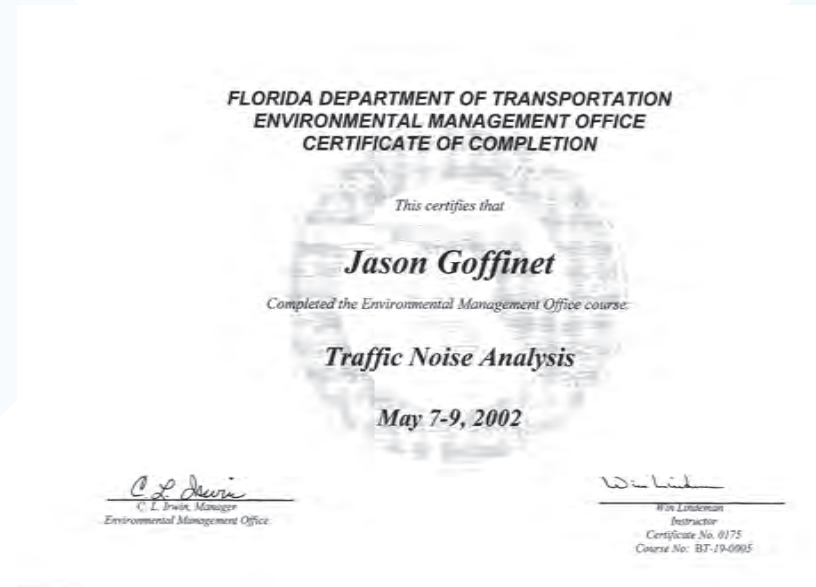 FLORIDA DEPARTMENT OF TRANSPORTATION
ENVIRONMENTAL MANAGEMENT OFFICE
CERTIFICATE OF COMPLETION
This certifies that
Jason Goffinet
Completed the Environmental Management Office course:
Traffic Noise Analysis
May 7-9, 2002
C. L. Irwin
C. L. Irwin, Manager
Environmental Management Office
Win Lindeman
Instructor
Certificate No. 0175
Course No: BT-19-0005